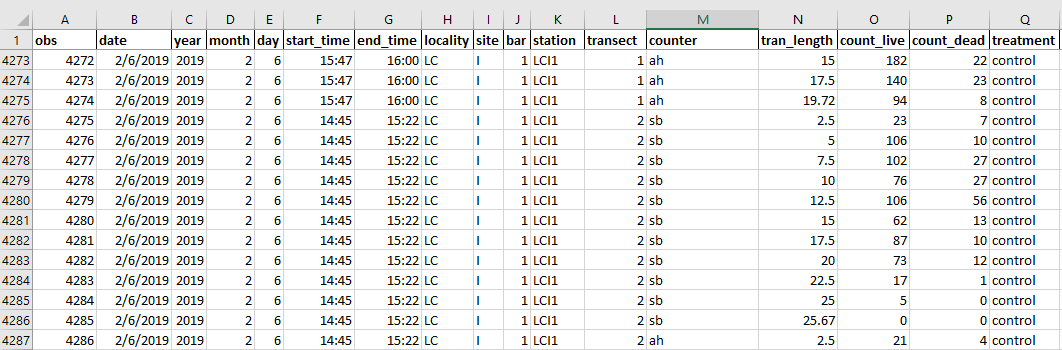 A B C D E F G H I J K L M N O P Q
1 obs date year month day start_time end_time locality site bar station transect counter tran_length count_live count_dead treatment
4273 4272 2/6/2019 2019 2 6 15:47 16:00 LC I 1 LCI1 1 ah 15 182 22 control
4274 4273 2/6/2019 2019 2 6 15:47 16:00 LC I 1 LCI1 1 ah 17.5 140 23 control
4275 4274 2/6/2019 2019 2 6 15:47 16:00 LC I 1 LCI1 1 ah 19.72 94 8 control
4276 4275 2/6/2019 2019 2 6 14:45 15:22 LC I 1 LCI1 2 sb 2.5 23 7 control
4277 4276 2/6/2019 2019 2 6 14:45 15:22 LC I 1 LCI1 2 sb 5 106 10 control
4278 4277 2/6/2019 2019 2 6 14:45 15:22 LC I 1 LCI1 2 sb 7.5 102 27 control
4279 4278 2/6/2019 2019 2 6 14:45 15:22 LC I 1 LCI1 2 sb 10 76 27 control
4280 4279 2/6/2019 2019 2 6 14:45 15:22 LC I 1 LCI1 2 sb 12.5 106 56 control
4281 4280 2/6/2019 2019 2 6 14:45 15:22 LC I 1 LCI1 2 sb 15 62 13 control
4282 4281 2/6/2019 2019 2 6 14:45 15:22 LC I 1 LCI1 2 sb 17.5 87 10 control
4283 4282 2/6/2019 2019 2 6 14:45 15:22 LC I 1 LCI1 2 sb 20 73 12 control
4284 4283 2/6/2019 2019 2 6 14:45 15:22 LC I 1 LCI1 2 sb 22.5 17 1 control
4285 4284 2/6/2019 2019 2 6 14:45 15:22 LC I 1 LCI1 2 sb 25 5 0 control
4286 4285 2/6/2019 2019 2 6 14:45 15:22 LC I 1 LCI1 2 sb 25.67 0 0 control
4287 4286 2/6/2019 2019 2 6 14:45 15:22 LC I 1 LCI1 2 ah 2.5 21 4 control